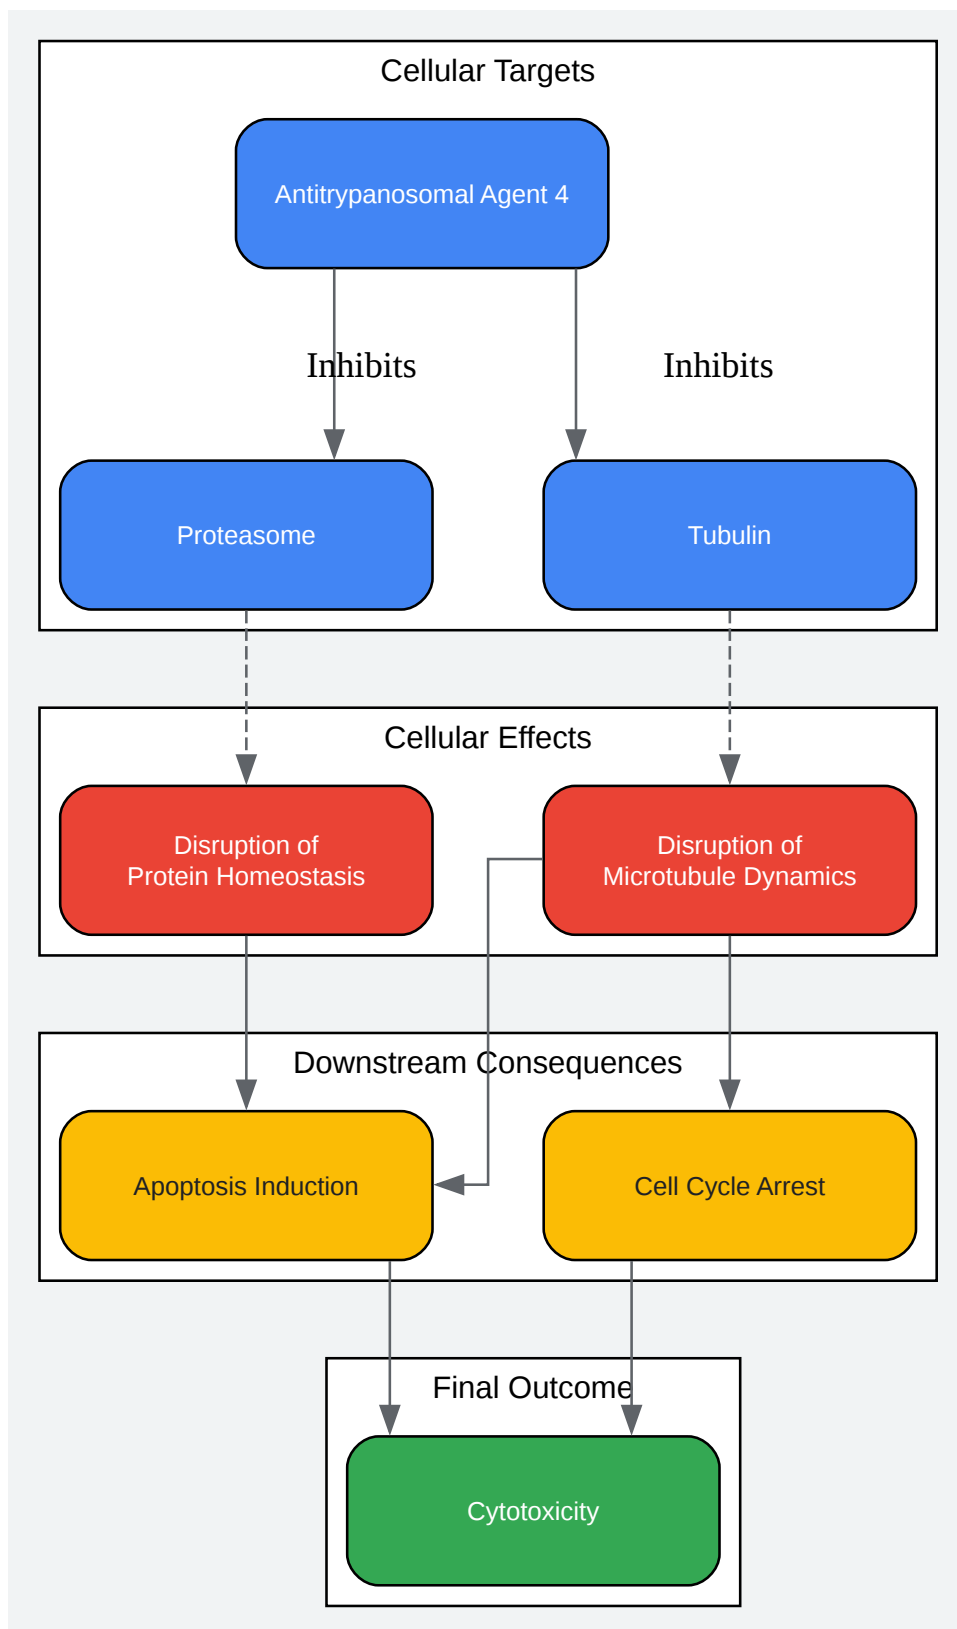 Cellular Targets
Antitrypanosomal Agent 4
Inhibits
Inhibits
Proteasome
Tubulin
Cellular Effects
Disruption of
Protein Homeostasis
Disruption of
Microtubule Dynamics
Downstream Consequences
Apoptosis Induction
Cell Cycle Arrest
Final Outcome
Cytotoxicity